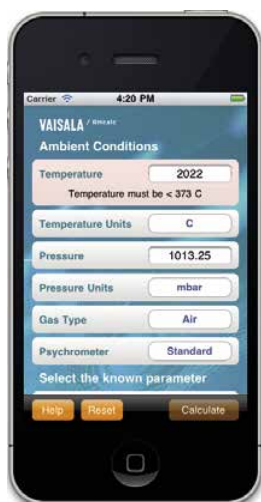 Carrier 4:20 PM
VAISALA / HMcalc
Ambient Conditions
Temperature 2022
Temperature must be < 373 C
Temperature Units C
Pressure 1013.25
Pressure Units mbar
Gas Type Air
Psychrometer Standard
Select the known parameter
Help Reset Calculate